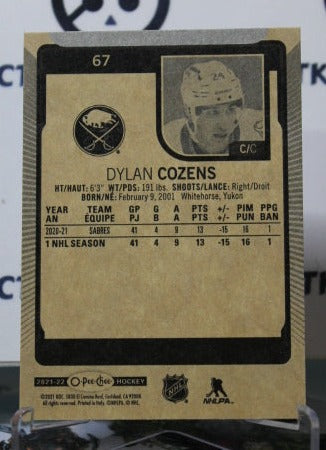 67
24
C/C
DYLAN COZENS
HT/HAUT: 6'3" WT/PDS: 191 lbs. SHOOTS/LANCE: Right/Droit
BORN/NÉ: February 9, 2001 Whitehorse, Yukon
YEAR TEAM GP G A PTS +/- PIM PPG
AN ÉQUIPE PJ B A PTS +/- PUN BAN
2020-21 SABRES 41 4 9 13 -15 16 1
1 NHL SEASON 41 4 9 13 -15 16 1
2021-22 O-Pee-Chee HOCKEY
NHL
NHLPA